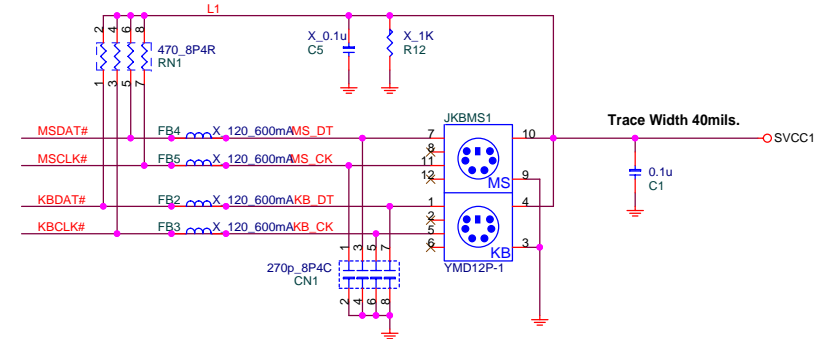 L1
2
4
6
8
470_8P4R
RN1
1
3
5
7
X_0.1u
C5
X_1K
R12
JKBMS1
Trace Width 40mils.
MSDAT#
FB4
X_120_600mA
MS_DT
7
10
SVCC1
8
MSCLK#
FB5
X_120_600mA
MS_CK
11
12
MS
9
0.1u
C1
KBDAT#
FB2
X_120_600mA
KB_DT
1
4
2
KBCLK#
FB3
X_120_600mA
KB_CK
5
6
KB
3
YMD12P-1
1
3
5
7
270p_8P4C
CN1
2
4
6
8